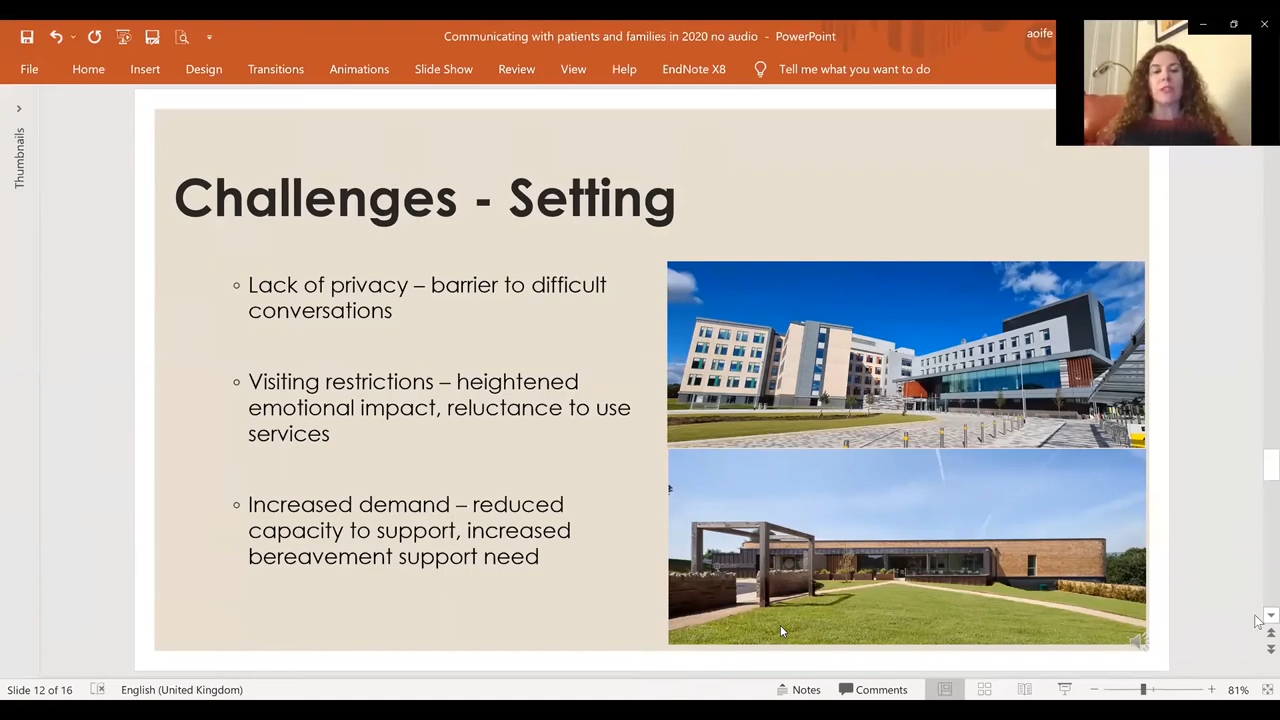 Communicating with patients and families in 2020 no audio - PowerPoint
aoife
File Home Insert Design Transitions Animations Slide Show Review View Help EndNote X8 Tell me what you want to do
Thumbnails
Challenges - Setting
◦ Lack of privacy – barrier to difficult
conversations
◦ Visiting restrictions – heightened
emotional impact, reluctance to use
services
◦ Increased demand – reduced
capacity to support, increased
bereavement support need
Slide 12 of 16 English (United Kingdom) Notes Comments 81%